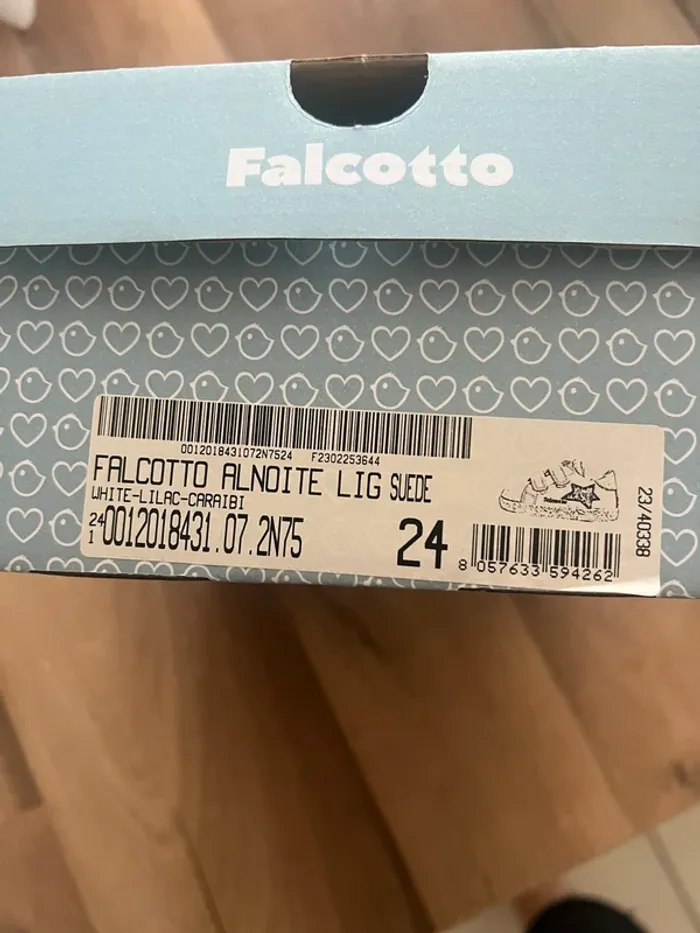 Falcotto
0012018431072N7524 F2302253644
FALCOTTO ALNOITE LIG SUEDE
WHITE-LILAC-CARAIBI
24
1
0012018431.07.2N75
24
8 057633 594262
23/40338